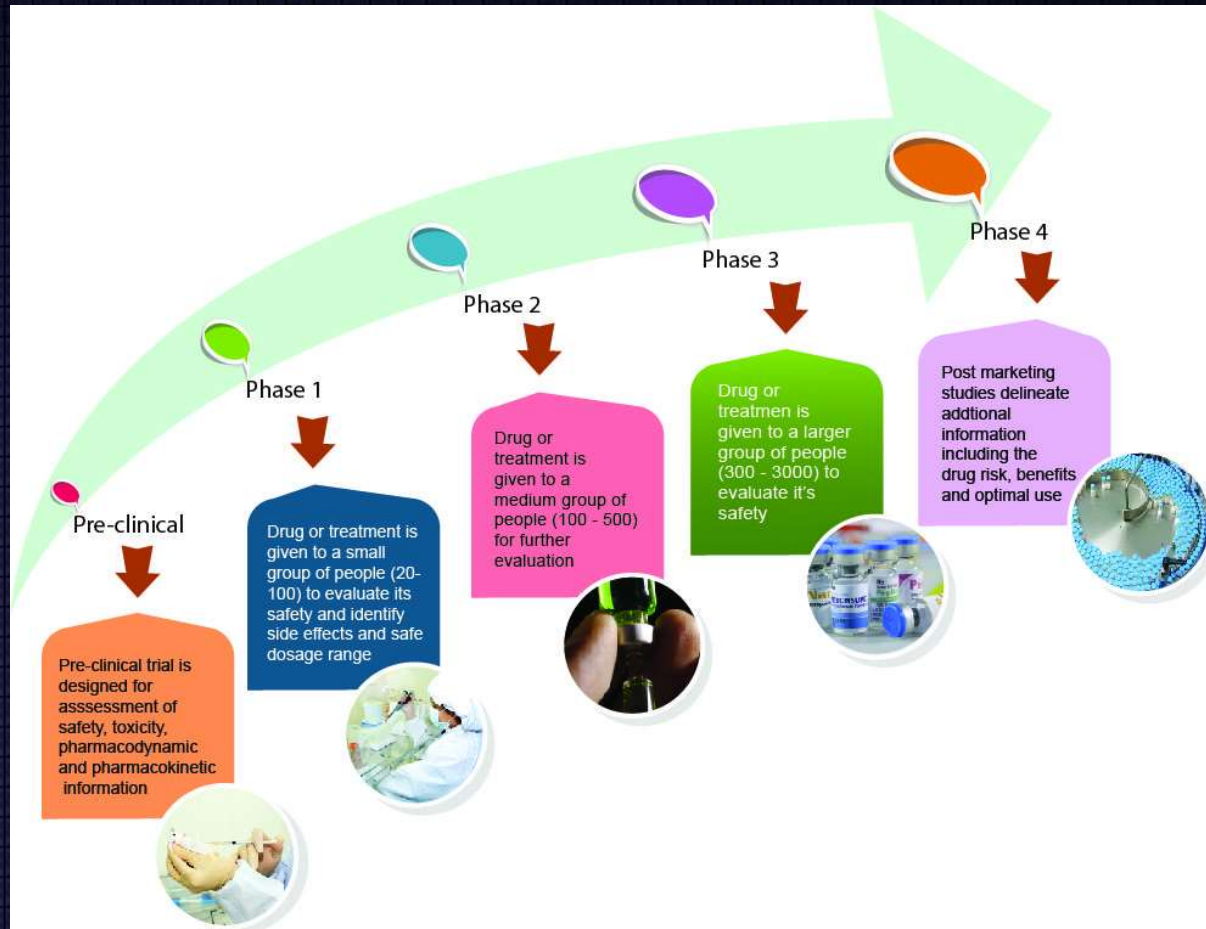 Pre-clinical
Pre-clinical trial is
designed for
asssessment of
safety, toxicity,
pharmacodynamic
and pharmacokinetic
information
Phase 1
Drug or treatment is
given to a small
group of people (20-
100) to evaluate its
safety and identify
side effects and safe
dosage range
Phase 2
Drug or
treatment is
given to a
medium group of
people (100 - 500)
for further
evaluation
Phase 3
Drug or
treatmen is
given to a larger
group of people
(300 - 3000) to
evaluate it's
safety
Phase 4
Post marketing
studies delineate
addtional
information
including the
drug risk, benefits
and optimal use